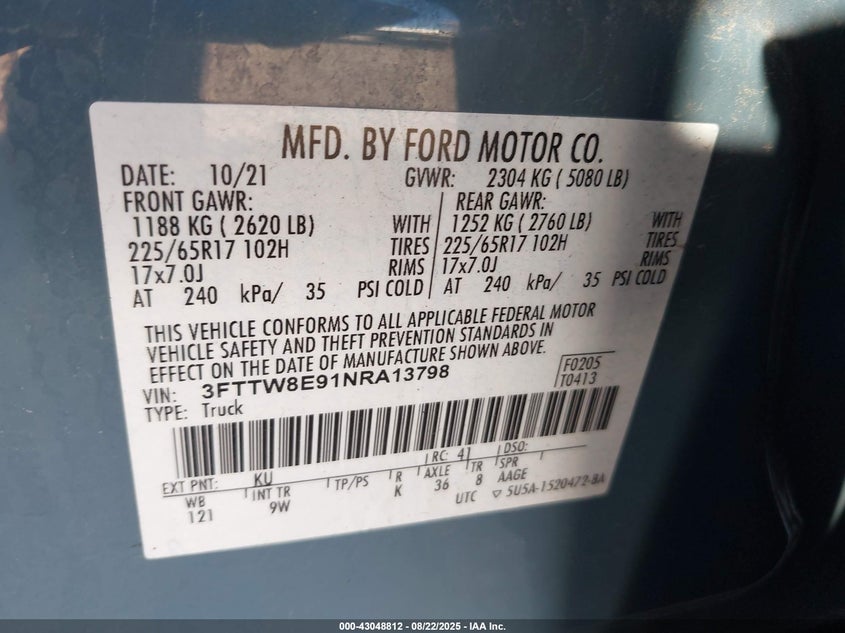 MFD. BY FORD MOTOR CO.
DATE: 10/21 GVWR: 2304 KG ( 5080 LB)
FRONT GAWR: REAR GAWR:
1188 KG ( 2620 LB) WITH 1252 KG ( 2760 LB) WITH
225/65R17 102H TIRES 225/65R17 102H TIRES
17x7.0J RIMS 17x7.0J RIMS
AT 240 kPa/ 35 PSI COLD AT 240 kPa/ 35 PSI COLD
THIS VEHICLE CONFORMS TO ALL APPLICABLE FEDERAL MOTOR
VEHICLE SAFETY AND THEFT PREVENTION STANDARDS IN
EFFECT ON THE DATE OF MANUFACTURE SHOWN ABOVE.
VIN: 3FTTW8E91NRA13798 F0205
TYPE: Truck T0413
EXT PNT: KU RC: 41 DSO:
WB INT TR TP/PS R AXLE TR SPR
121 9W K 36 8 AAGE
UTC ▽ 5U5A-1520472-BA
000-43048812 - 08/22/2025 - IAA Inc.